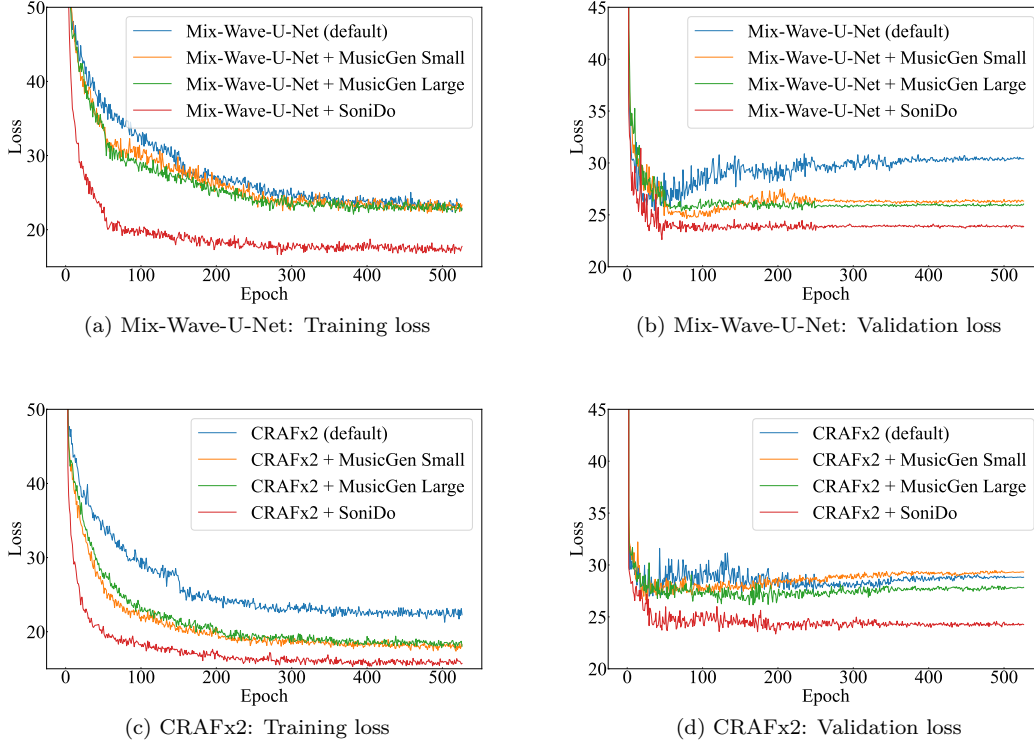 50
40
30
20
Loss
0
100
200
300
400
500
Epoch
Mix-Wave-U-Net (default)
Mix-Wave-U-Net + MusicGen Small
Mix-Wave-U-Net + MusicGen Large
Mix-Wave-U-Net + SoniDo
(a) Mix-Wave-U-Net: Training loss
45
40
35
30
25
20
Loss
0
100
200
300
400
500
Epoch
Mix-Wave-U-Net (default)
Mix-Wave-U-Net + MusicGen Small
Mix-Wave-U-Net + MusicGen Large
Mix-Wave-U-Net + SoniDo
(b) Mix-Wave-U-Net: Validation loss
50
40
30
20
Loss
0
100
200
300
400
500
Epoch
CRAFx2 (default)
CRAFx2 + MusicGen Small
CRAFx2 + MusicGen Large
CRAFx2 + SoniDo
(c) CRAFx2: Training loss
45
40
35
30
25
20
Loss
0
100
200
300
400
500
Epoch
CRAFx2 (default)
CRAFx2 + MusicGen Small
CRAFx2 + MusicGen Large
CRAFx2 + SoniDo
(d) CRAFx2: Validation loss